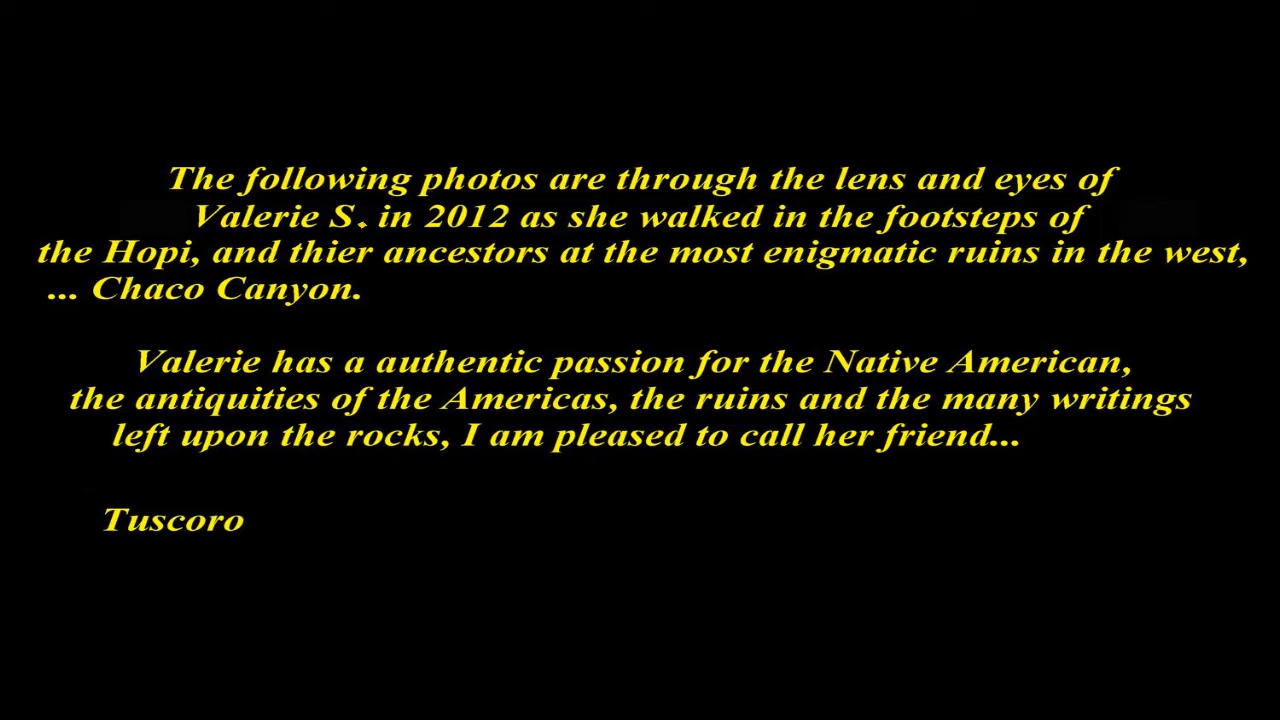 The following photos are through the lens and eyes of
Valerie S. in 2012 as she walked in the footsteps of
the Hopi, and thier ancestors at the most enigmatic ruins in the west,
... Chaco Canyon.
Valerie has a authentic passion for the Native American,
the antiquities of the Americas, the ruins and the many writings
left upon the rocks, I am pleased to call her friend...
Tuscoro